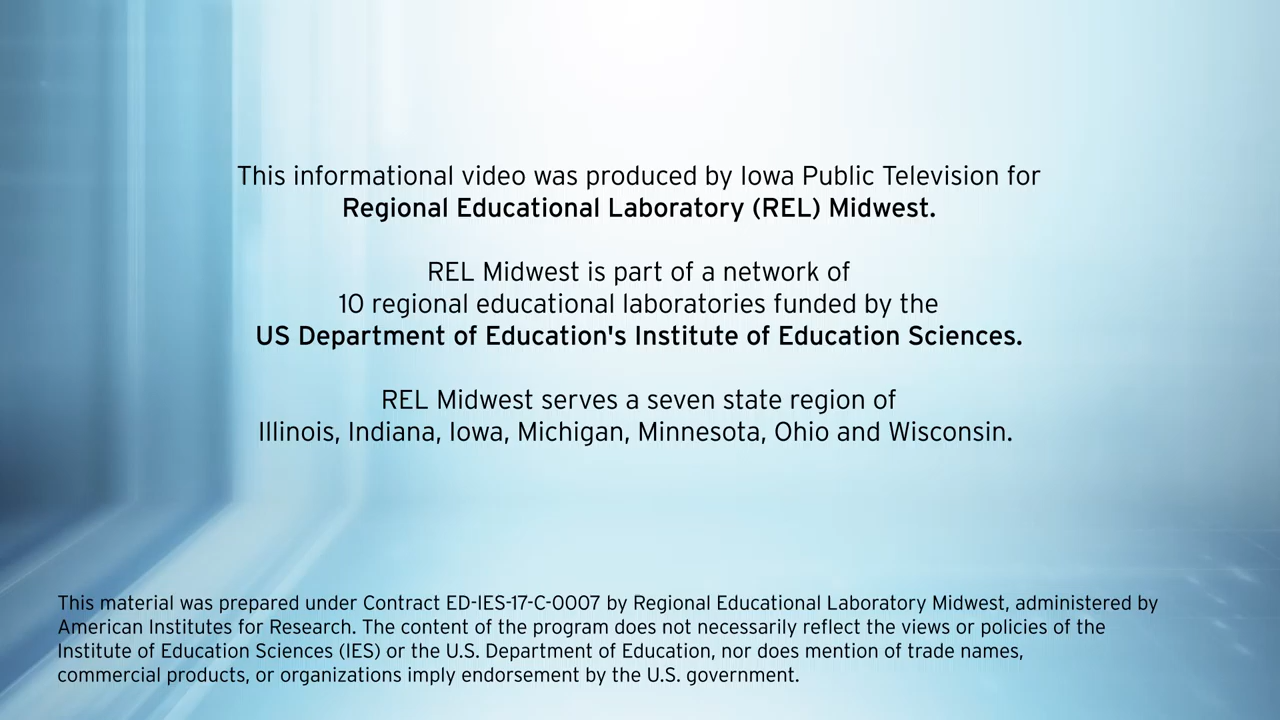 This informational video was produced by Iowa Public Television for
Regional Educational Laboratory (REL) Midwest.
REL Midwest is part of a network of
10 regional educational laboratories funded by the
US Department of Education's Institute of Education Sciences.
REL Midwest serves a seven state region of
Illinois, Indiana, Iowa, Michigan, Minnesota, Ohio and Wisconsin.
This material was prepared under Contract ED-IES-17-C-0007 by Regional Educational Laboratory Midwest, administered by
American Institutes for Research. The content of the program does not necessarily reflect the views or policies of the
Institute of Education Sciences (IES) or the U.S. Department of Education, nor does mention of trade names,
commercial products, or organizations imply endorsement by the U.S. government.